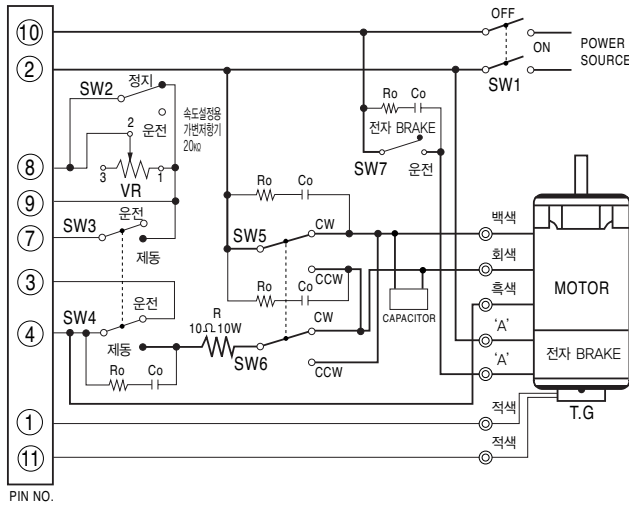 OFF
10
ON
POWER
SOURCE
2
SW1
SW2
정지
Ro
Co
속도설정용
가변저항기
20㏀
전자 BRAKE
2
운전
SW7
운전
8
3
VR
1
9
Ro
Co
SW3
운전
SW5
CW
백색
7
제동
CCW
회색
3
Ro
Co
흑색
MOTOR
SW4
운전
R
10Ω 10W
CW
CAPACITOR
4
'A'
제동
SW6
CCW
전자 BRAKE
Ro
Co
'A'
적색
T.G
1
적색
11
PIN NO.